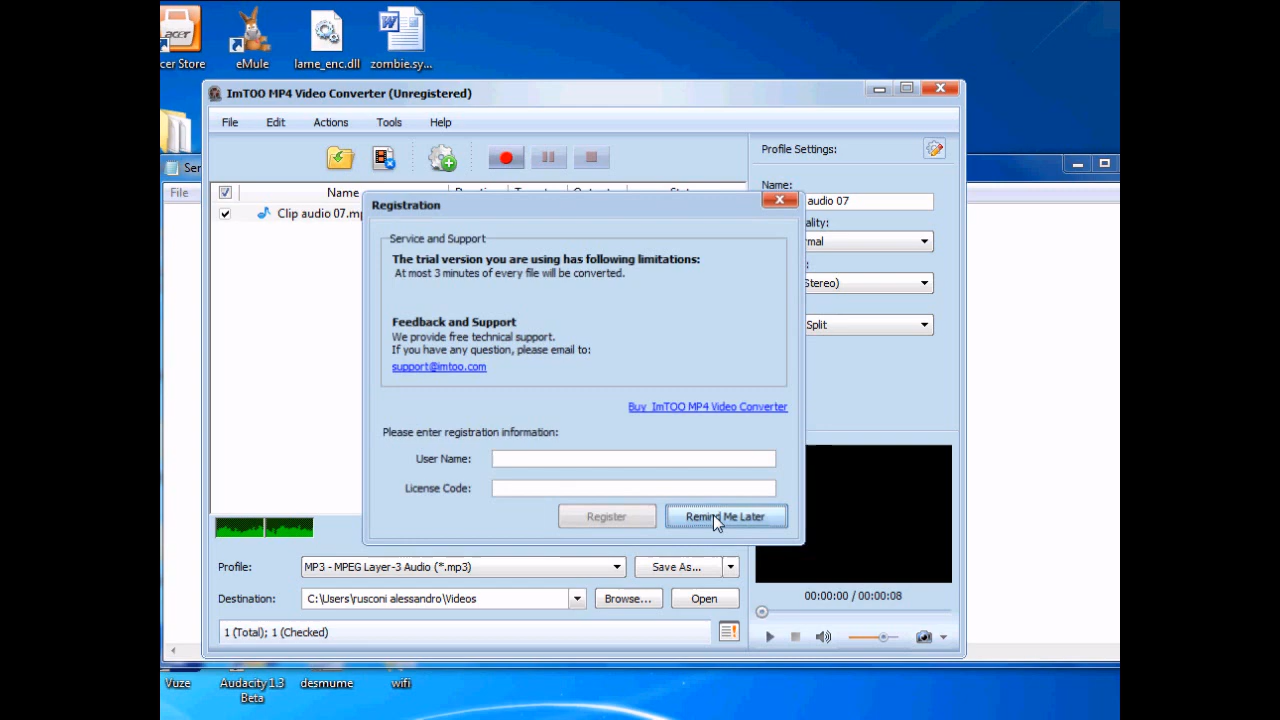 cer Store
eMule
lame_enc.dll
zombie.sy...
ImTOO MP4 Video Converter (Unregistered)
File Edit Actions Tools Help
Profile Settings:
Ser
File
Name
Name:
audio 07
Clip audio 07.mp
Registration
Service and Support
The trial version you are using has following limitations:
At most 3 minutes of every file will be converted.
Stereo)
Split
Feedback and Support
We provide free technical support.
If you have any question, please email to:
support@imtoo.com
Buy ImTOO MP4 Video Converter
Please enter registration information:
User Name:
License Code:
Register
Remind Me Later
Profile:
MP3 - MPEG Layer-3 Audio (*.mp3)
Save As...
Destination:
C:\Users\rusconi alessandro\Videos
Browse...
Open
00:00:00 / 00:00:08
1 (Total); 1 (Checked)
Vuze
Audacity 1.3
Beta
desmume
wifi